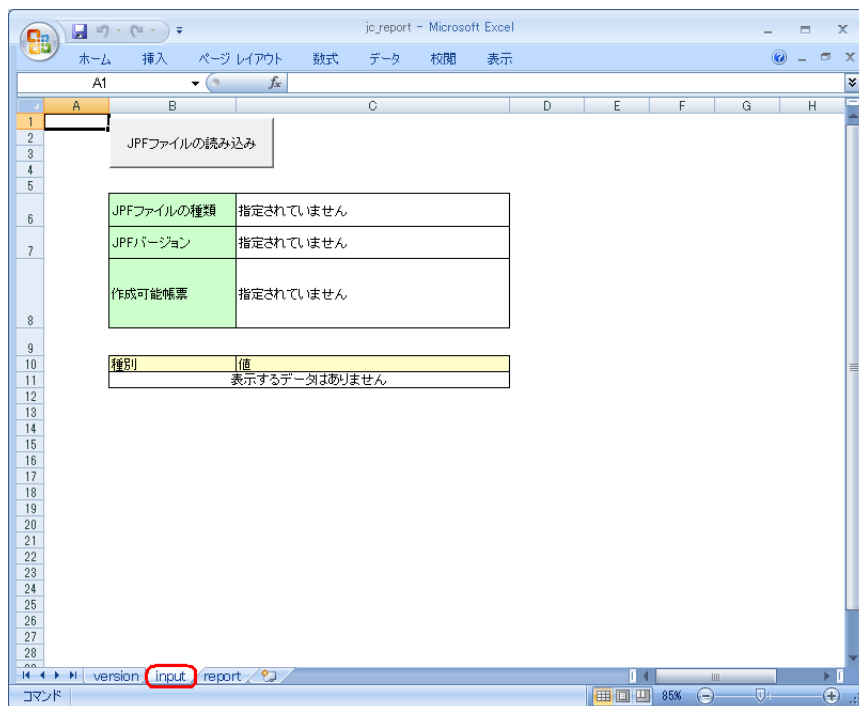 jc_report - Microsoft Excel
ホーム 挿入 ページ レイアウト 数式 データ 校閲 表示
A1 fx
A B C D E F G H
1
2
JPFファイルの読み込み
3
4
5
6 JPFファイルの種類 指定されていません
7 JPFバージョン 指定されていません
8 作成可能帳票 指定されていません
9
10 種別 値
11 表示するデータはありません
12
13
14
15
16
17
18
19
20
21
22
23
24
25
26
27
28
version input report
コマンド 85%